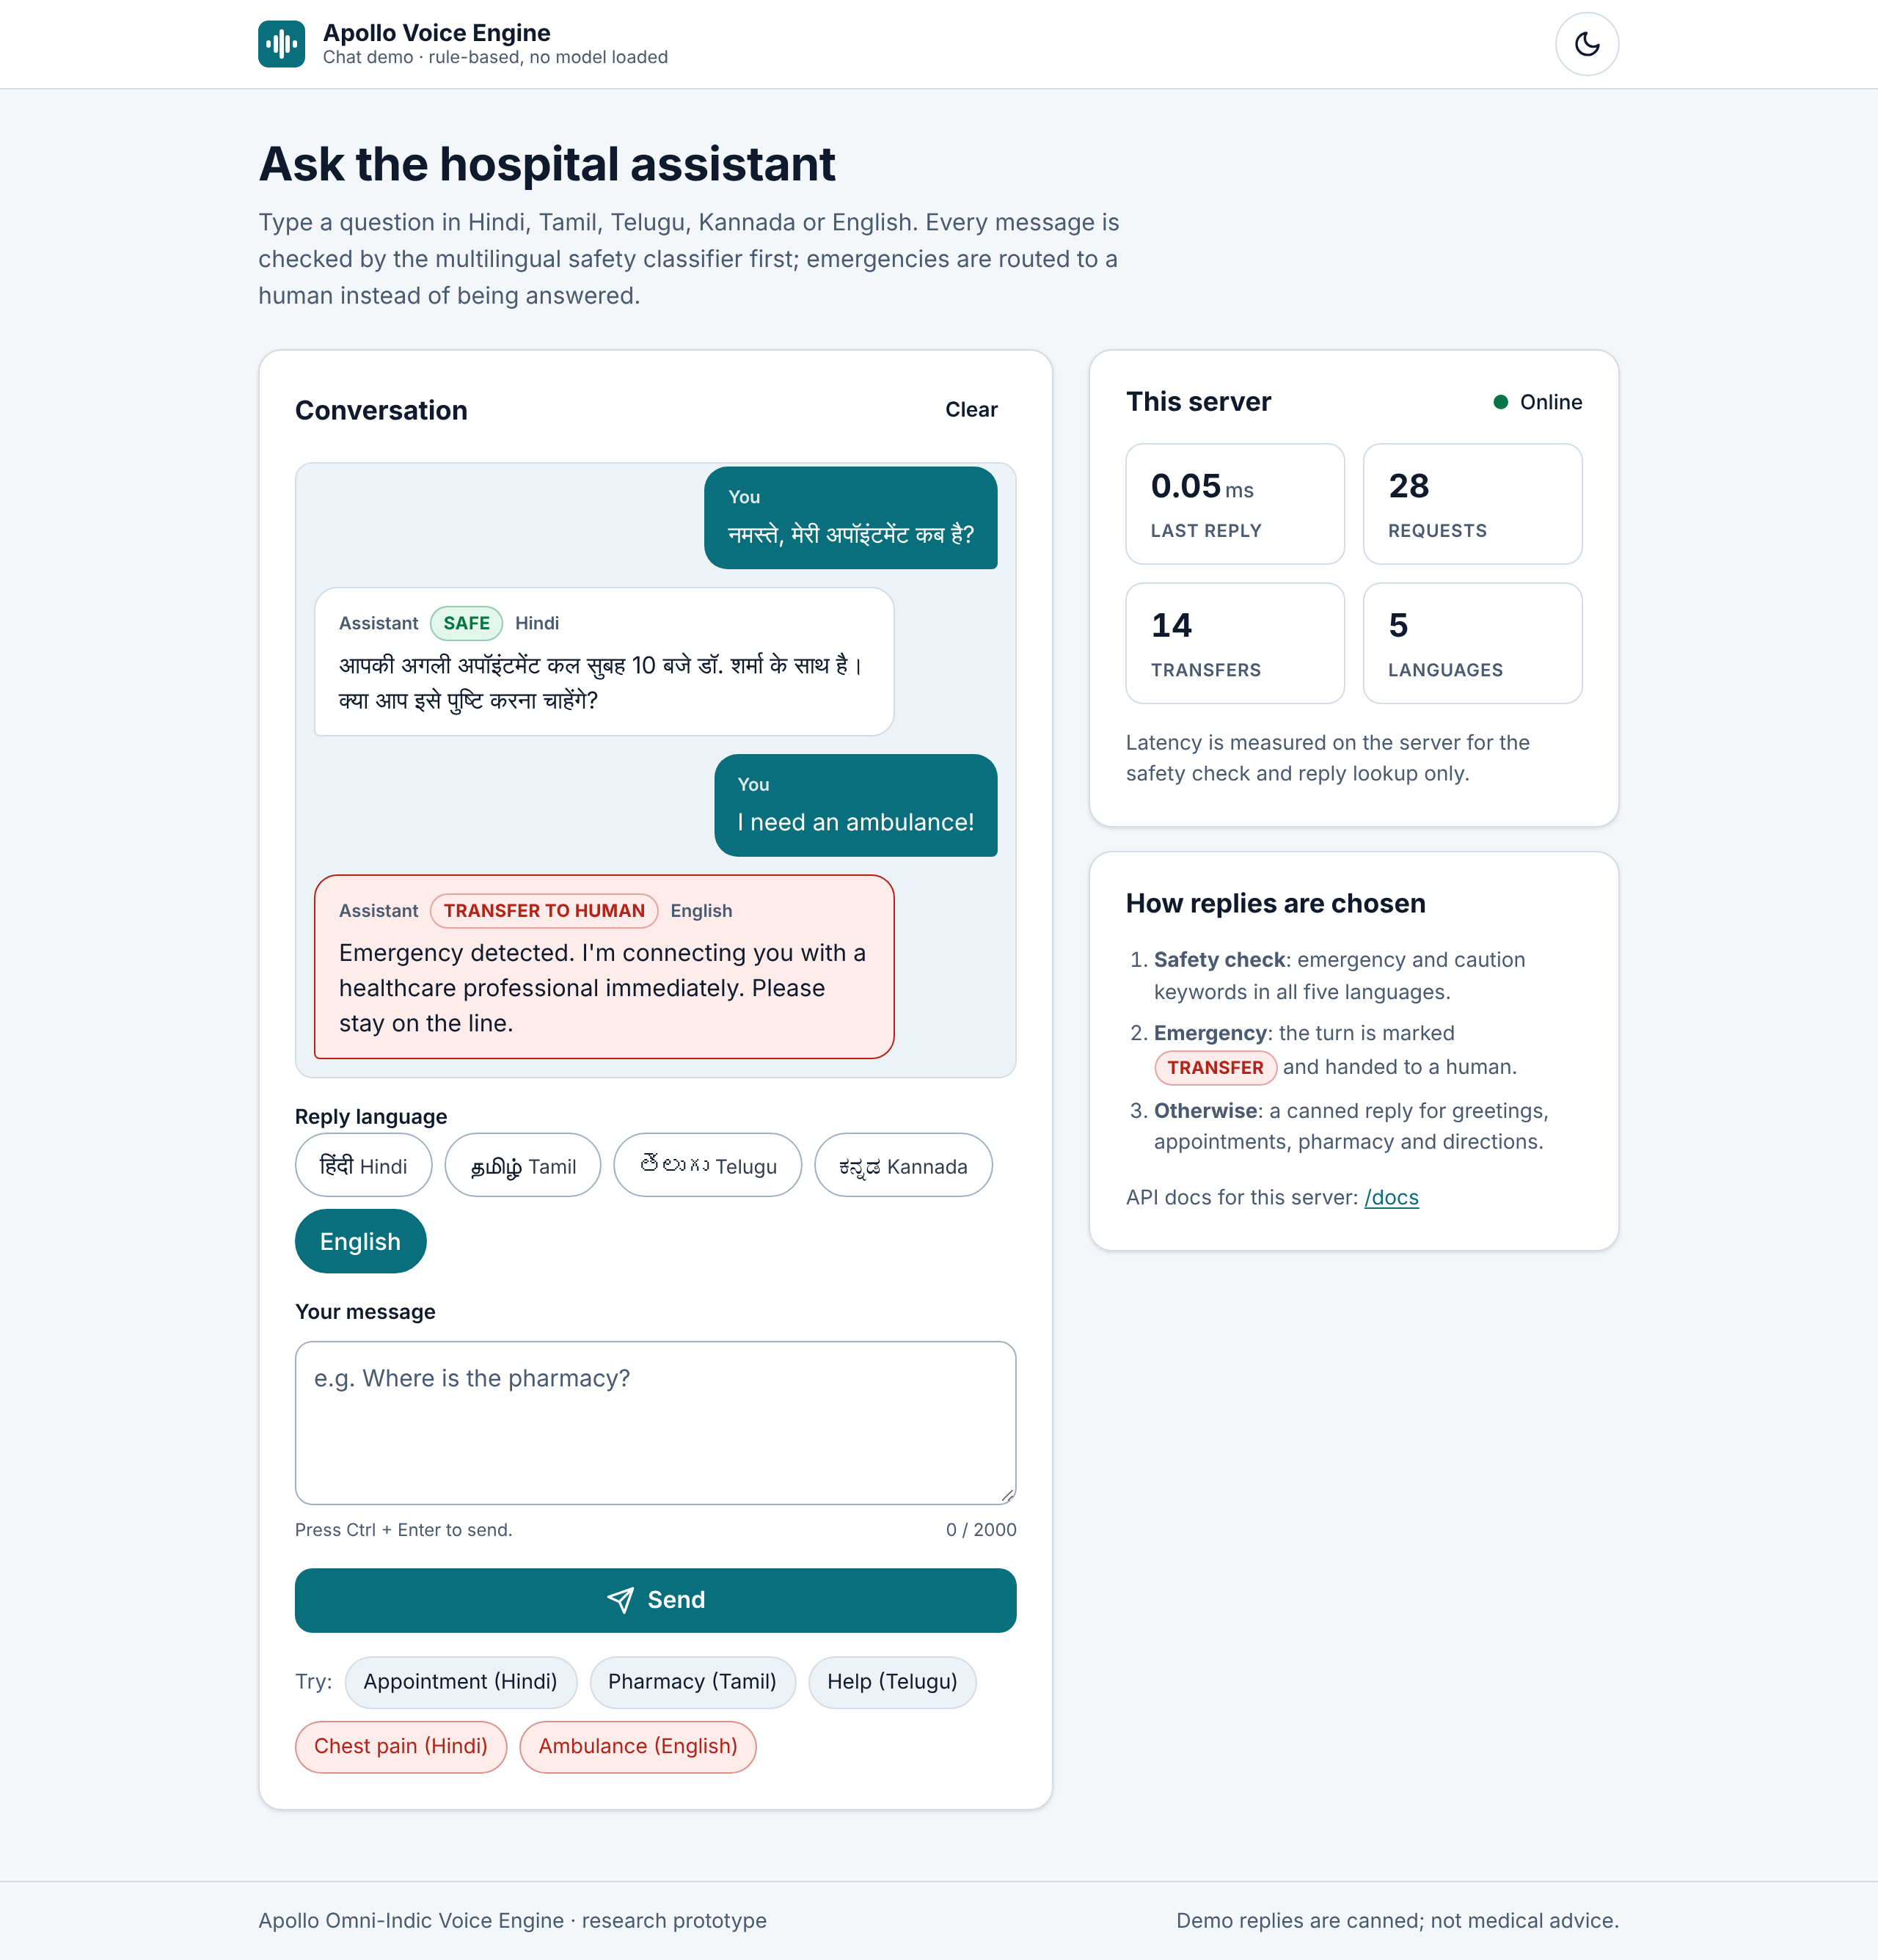 Apollo Voice Engine
Chat demo · rule-based, no model loaded
Ask the hospital assistant
Type a question in Hindi, Tamil, Telugu, Kannada or English. Every message is
checked by the multilingual safety classifier first; emergencies are routed to a
human instead of being answered.
Conversation
Clear
You
नमस्ते, मेरी अपॉइंटमेंट कब है?
Assistant SAFE Hindi
आपकी अगली अपॉइंटमेंट कल सुबह 10 बजे डॉ. शर्मा के साथ है।
क्या आप इसे पुष्टि करना चाहेंगे?
You
I need an ambulance!
Assistant TRANSFER TO HUMAN English
Emergency detected. I'm connecting you with a
healthcare professional immediately. Please
stay on the line.
Reply language
हिंदी Hindi
தமிழ் Tamil
తెలుగు Telugu
ಕನ್ನಡ Kannada
English
Your message
e.g. Where is the pharmacy?
Press Ctrl + Enter to send.
0 / 2000
Send
Try:
Appointment (Hindi)
Pharmacy (Tamil)
Help (Telugu)
Chest pain (Hindi)
Ambulance (English)
This server
Online
0.05 ms
LAST REPLY
28
REQUESTS
14
TRANSFERS
5
LANGUAGES
Latency is measured on the server for the
safety check and reply lookup only.
How replies are chosen
1. Safety check: emergency and caution
keywords in all five languages.
2. Emergency: the turn is marked
TRANSFER and handed to a human.
3. Otherwise: a canned reply for greetings,
appointments, pharmacy and directions.
API docs for this server: /docs
Apollo Omni-Indic Voice Engine · research prototype
Demo replies are canned; not medical advice.